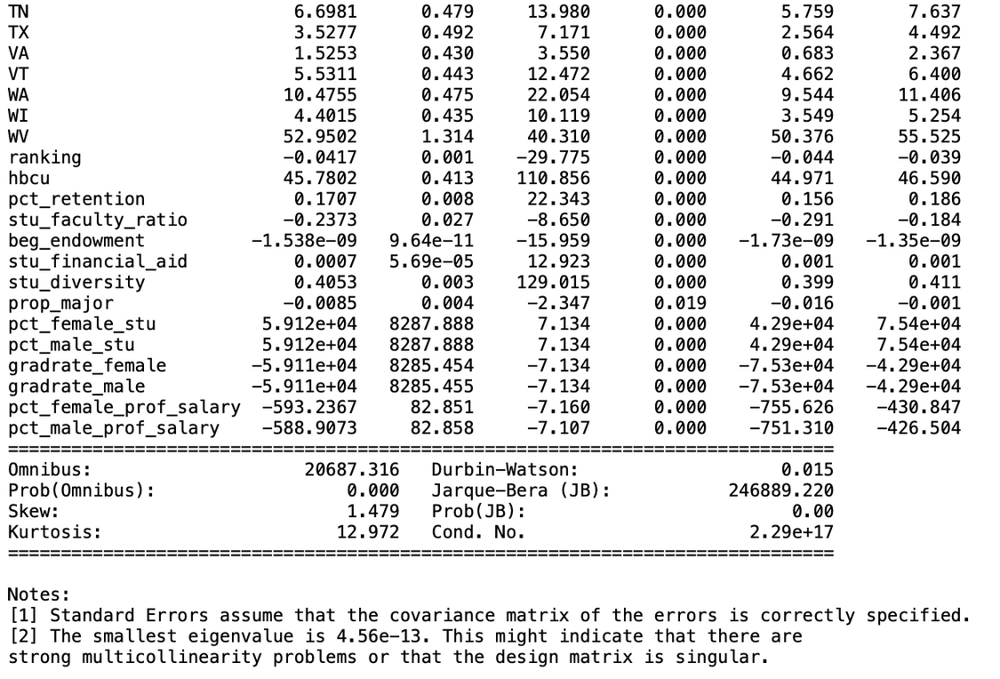 TN 6.6981 0.479 13.980 0.000 5.759 7.637
TX 3.5277 0.492 7.171 0.000 2.564 4.492
VA 1.5253 0.430 3.550 0.000 0.683 2.367
VT 5.5311 0.443 12.472 0.000 4.662 6.400
WA 10.4755 0.475 22.054 0.000 9.544 11.406
WI 4.4015 0.435 10.119 0.000 3.549 5.254
WV 52.9502 1.314 40.310 0.000 50.376 55.525
ranking -0.0417 0.001 -29.775 0.000 -0.044 -0.039
hbcu 45.7802 0.413 110.856 0.000 44.971 46.590
pct_retention 0.1707 0.008 22.343 0.000 0.156 0.186
stu_faculty_ratio -0.2373 0.027 -8.650 0.000 -0.291 -0.184
beg_endowment -1.538e-09 9.64e-11 -15.959 0.000 -1.73e-09 -1.35e-09
stu_financial_aid 0.0007 5.69e-05 12.923 0.000 0.001 0.001
stu_diversity 0.4053 0.003 129.015 0.000 0.399 0.411
prop_major -0.0085 0.004 -2.347 0.019 -0.016 -0.001
pct_female_stu 5.912e+04 8287.888 7.134 0.000 4.29e+04 7.54e+04
pct_male_stu 5.912e+04 8287.888 7.134 0.000 4.29e+04 7.54e+04
gradrate_female -5.911e+04 8285.454 -7.134 0.000 -7.53e+04 -4.29e+04
gradrate_male -5.911e+04 8285.455 -7.134 0.000 -7.53e+04 -4.29e+04
pct_female_prof_salary -593.2367 82.851 -7.160 0.000 -755.626 -430.847
pct_male_prof_salary -588.9073 82.858 -7.107 0.000 -751.310 -426.504
==============================================================================
Omnibus: 20687.316 Durbin-Watson: 0.015
Prob(Omnibus): 0.000 Jarque-Bera (JB): 246889.220
Skew: 1.479 Prob(JB): 0.00
Kurtosis: 12.972 Cond. No. 2.29e+17
==============================================================================
Notes:
[1] Standard Errors assume that the covariance matrix of the errors is correctly specified.
[2] The smallest eigenvalue is 4.56e-13. This might indicate that there are
strong multicollinearity problems or that the design matrix is singular.